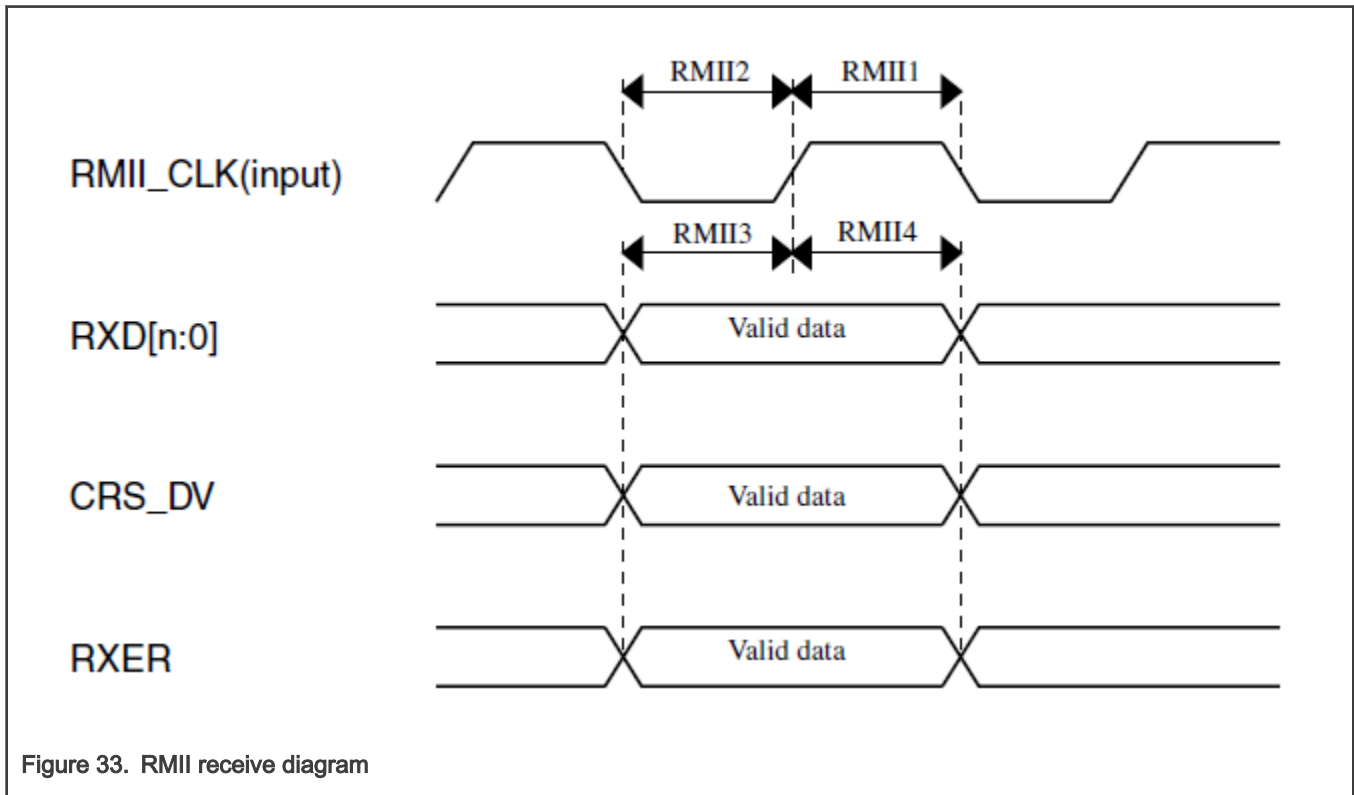 RMII2 RMII1
RMII_CLK(input)
RMII3 RMII4
RXD[n:0] Valid data
CRS_DV Valid data
RXER Valid data
Figure 33. RMII receive diagram